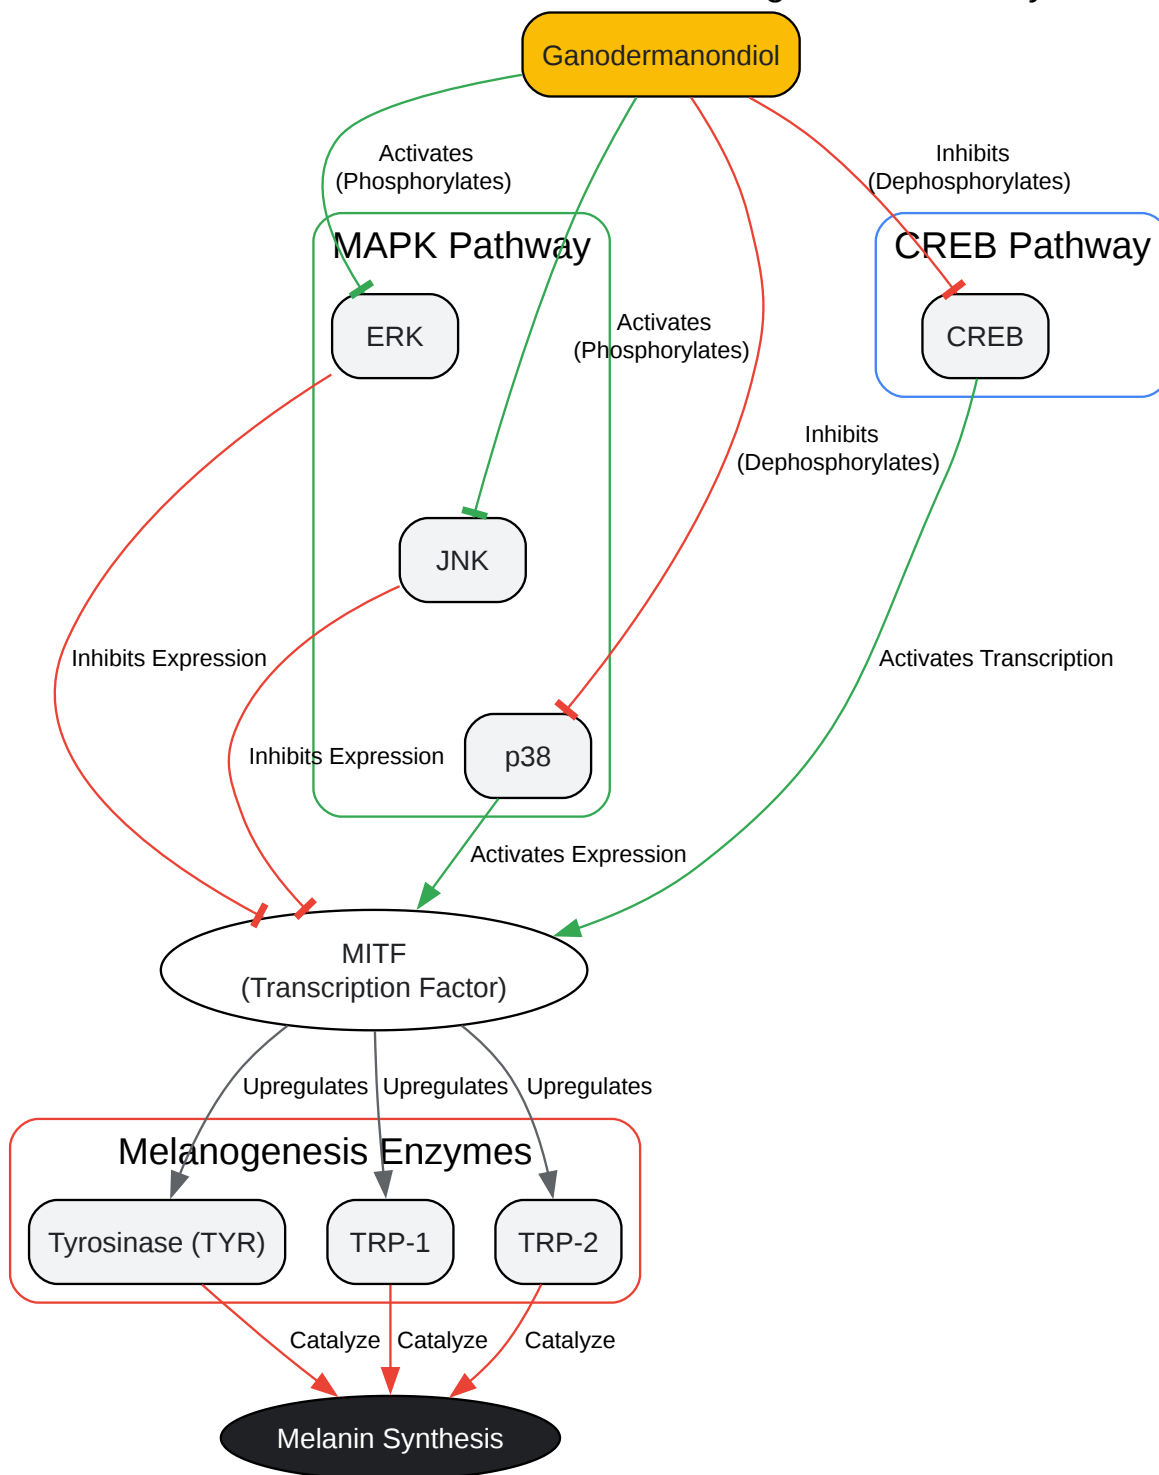 Ganodermanondiol
Activates
(Phosphorylates)
Inhibits
(Dephosphorylates)
MAPK Pathway
CREB Pathway
ERK
Activates
(Phosphorylates)
CREB
Inhibits
(Dephosphorylates)
JNK
Inhibits Expression
Activates Transcription
Inhibits Expression
p38
Activates Expression
MITF
(Transcription Factor)
Upregulates
Upregulates
Upregulates
Melanogenesis Enzymes
Tyrosinase (TYR)
TRP-1
TRP-2
Catalyze
Catalyze
Catalyze
Melanin Synthesis